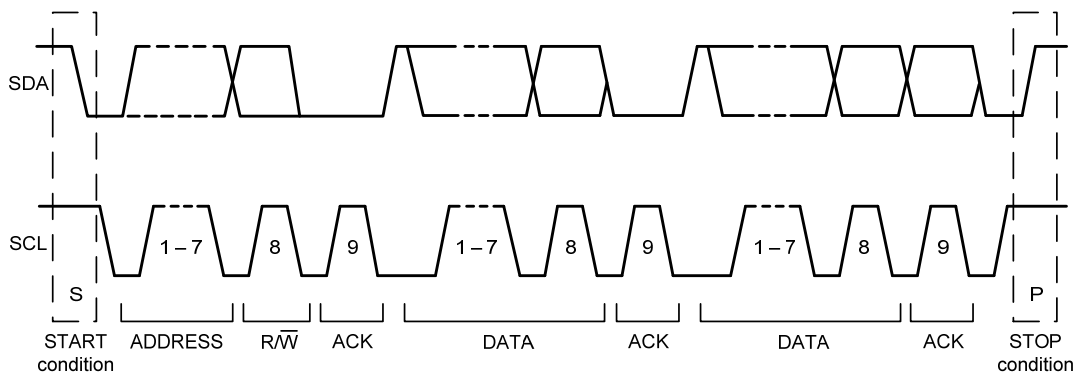 SDA
SCL
1 – 7
8
9
1 – 7
8
9
1 – 7
8
9
S
P
START
condition
ADDRESS
R/W̅
ACK
DATA
ACK
DATA
ACK
STOP
condition